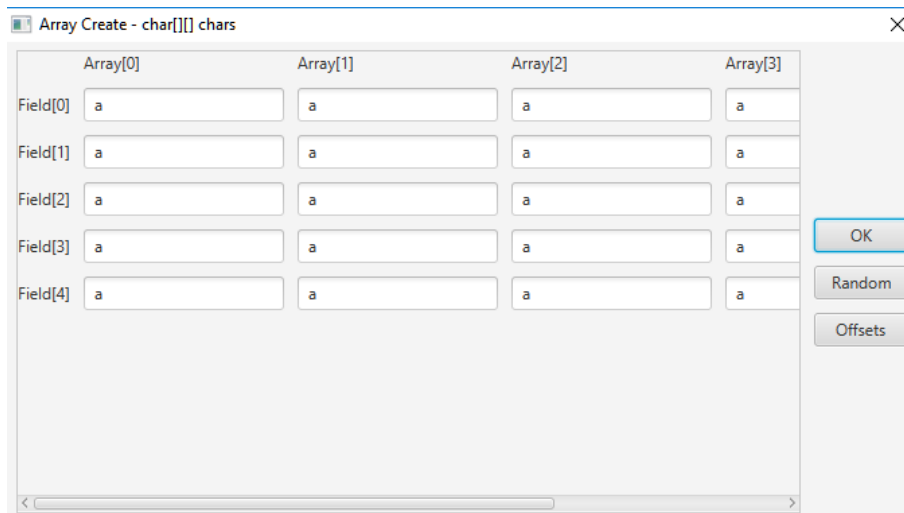 Array Create - char[][] chars
Array[0] Array[1] Array[2] Array[3]
Field[0] a a a a
Field[1] a a a a
Field[2] a a a a
Field[3] a a a a
Field[4] a a a a
OK
Random
Offsets